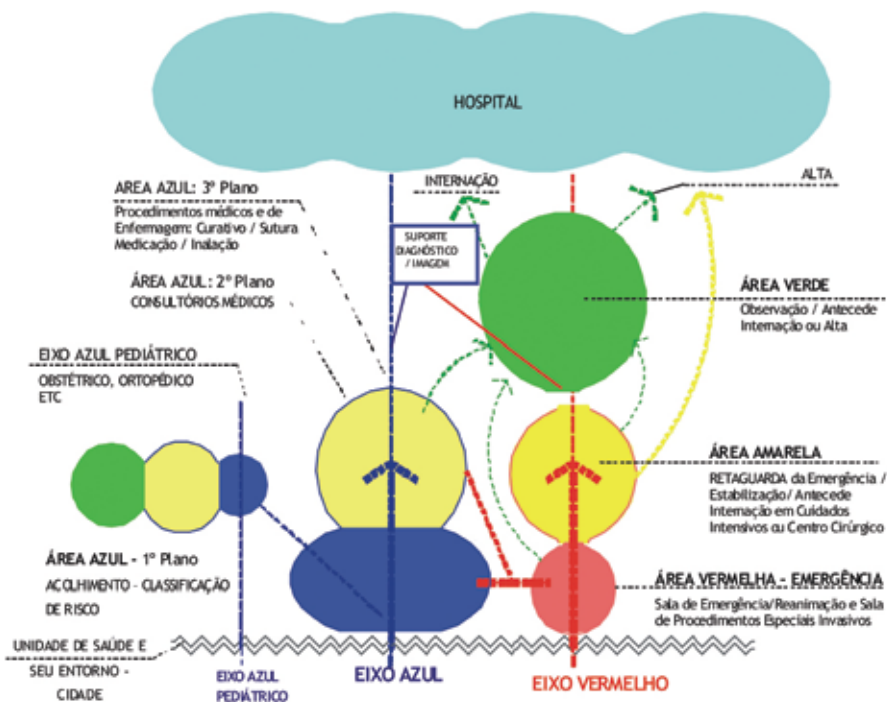 HOSPITAL
AREA AZUL: 3º Plano
Procedimentos médicos e de
Enfermagem: Curativo / Sutura
Medicação / Inalação
INTERNAÇÃO
ALTA
SUPORTE
DIAGNÓSTICO
/ IMAGEM
ÁREA AZUL: 2º Plano
CONSULTÓRIOS MÉDICOS
ÁREA VERDE
Observação / Antecede
Internação ou Alta
EIXO AZUL PEDIÁTRICO
OBSTÉTRICO, ORTOPÉDICO
ETC
ÁREA AMARELA
RETAGUARDA da Emergência /
Estabilização/ Antecede
Internação em Cuidados
Intensivos ou Centro Cirúrgico
ÁREA AZUL - 1º Plano
ACOLHIMENTO - CLASSIFICAÇÃO
DE RISCO
ÁREA VERMELHA - EMERGÊNCIA
Sala de Emergência/Reanimação e Sala
de Procedimentos Especiais Invasivos
UNIDADE DE SAÚDE E
SEU ENTORNO -
CIDADE
EIXO AZUL
PEDIÁTRICO
EIXO AZUL
EIXO VERMELHO